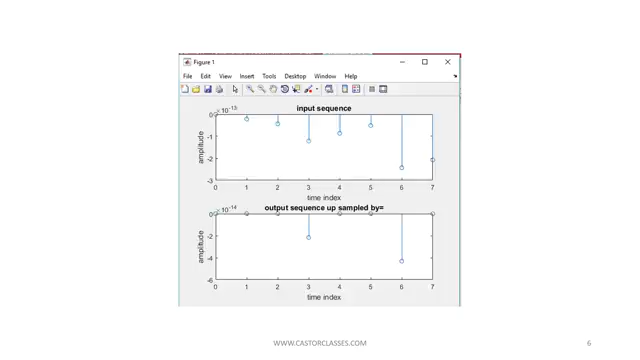 Figure 1
File Edit View Insert Tools Desktop Window Help
×10^-13
input sequence
0
-1
-2
-3
amplitude
0 1 2 3 4 5 6 7
time index
×10^-14
output sequence up sampled by=
0
-2
-4
-6
amplitude
0 1 2 3 4 5 6 7
time index
WWW.CASTORCLASSES.COM 6